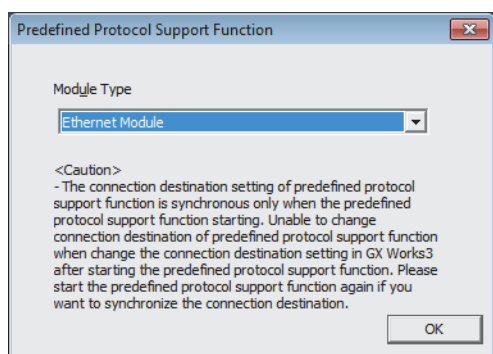 Predefined Protocol Support Function
Module Type
Ethernet Module
<Caution>
- The connection destination setting of predefined protocol
support function is synchronous only when the predefined
protocol support function starting. Unable to change
connection destination of predefined protocol support function
when change the connection destination setting in GX Works3
after starting the predefined protocol support function. Please
start the predefined protocol support function again if you
want to synchronize the connection destination.
OK